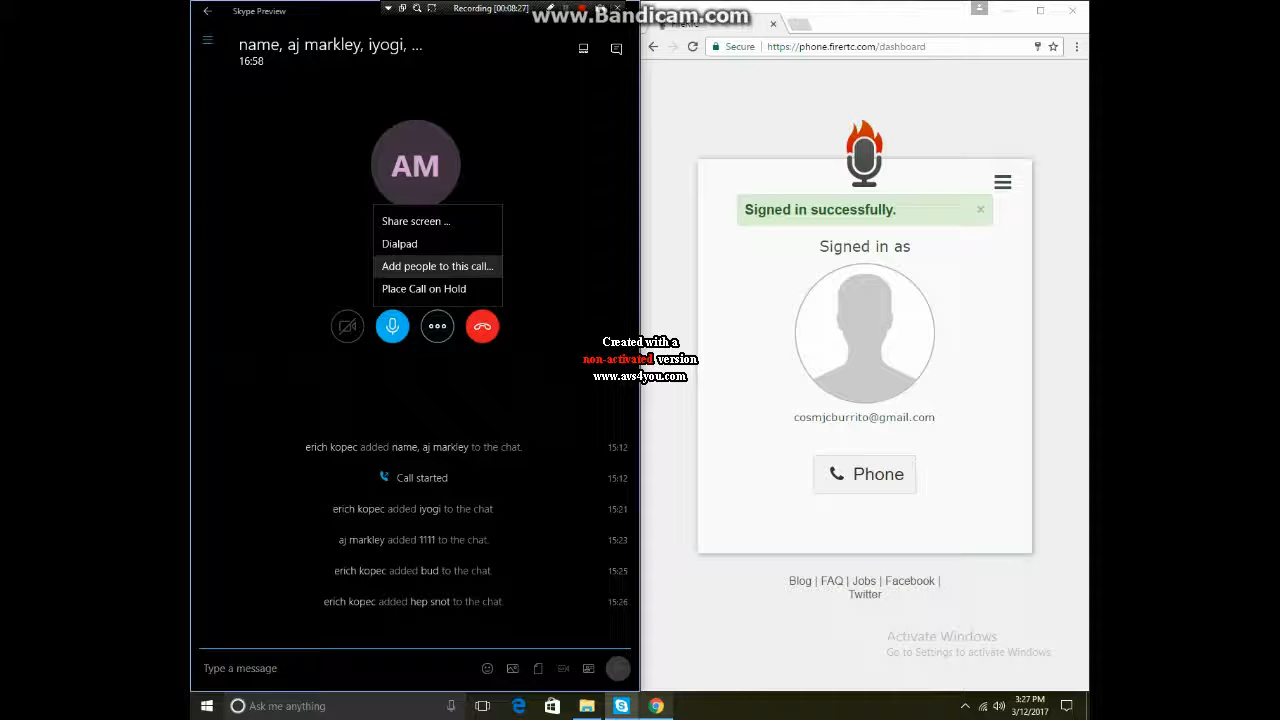 www.Bandicam.com
Skype Preview
Recording [00:08:27]
name, aj markley, iyogi, ...
16:58
AM
Share screen ...
Dialpad
Add people to this call...
Place Call on Hold
erich kopec added name, aj markley to the chat.
15:12
Call started
15:12
erich kopec added iyogi to the chat
15:21
aj markley added 1111 to the chat.
15:23
erich kopec added bud to the chat.
15:25
erich kopec added hep snot to the chat.
15:26
Type a message
Created with a
non-activated version
www.avs4you.com
Secure
https://phone.firertc.com/dashboard
Signed in successfully.
×
Signed in as
cosmjcburrito@gmail.com
Phone
Blog | FAQ | Jobs | Facebook |
Twitter
Activate Windows
Go to Settings to activate Windows.
Ask me anything
3:27 PM
3/12/2017